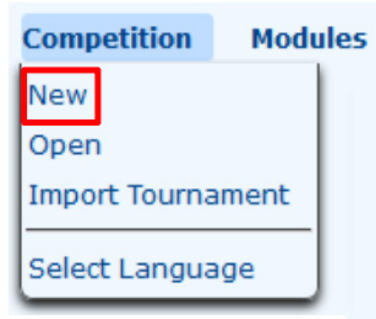 Competition Modules
New
Open
Import Tournament
Select Language